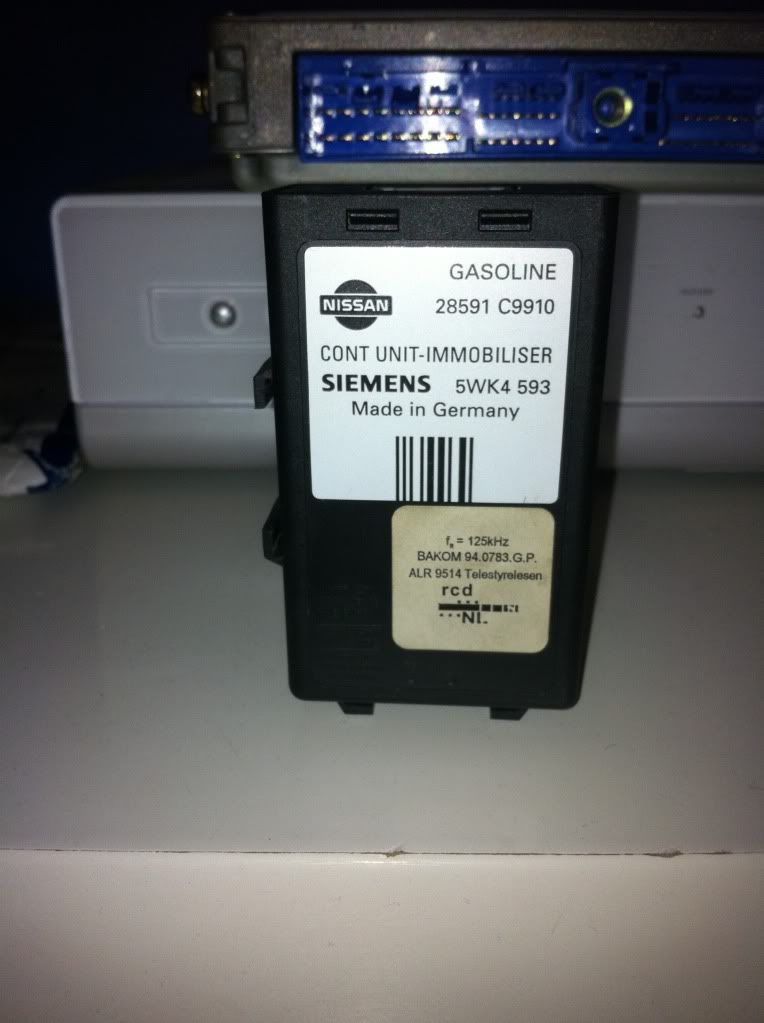 GASOLINE
NISSAN
28591 C9910
CONT UNIT-IMMOBILISER
SIEMENS 5WK4 593
Made in Germany
fR = 125kHz
BAKOM 94.0783.G.P.
ALR 9514 Telestyrelesen
rcd
NL